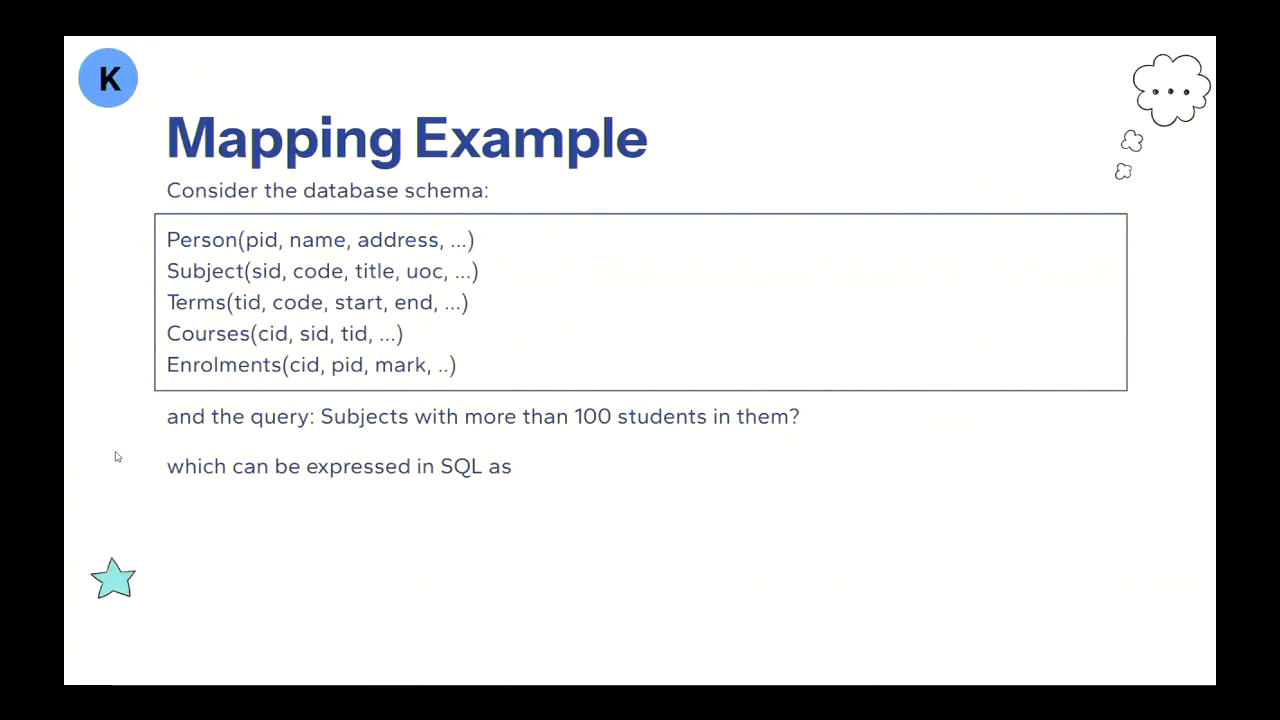 K
Mapping Example
Consider the database schema:
Person(pid, name, address, ...)
Subject(sid, code, title, uoc, ...)
Terms(tid, code, start, end, ...)
Courses(cid, sid, tid, ...)
Enrolments(cid, pid, mark, ..)
and the query: Subjects with more than 100 students in them?
which can be expressed in SQL as